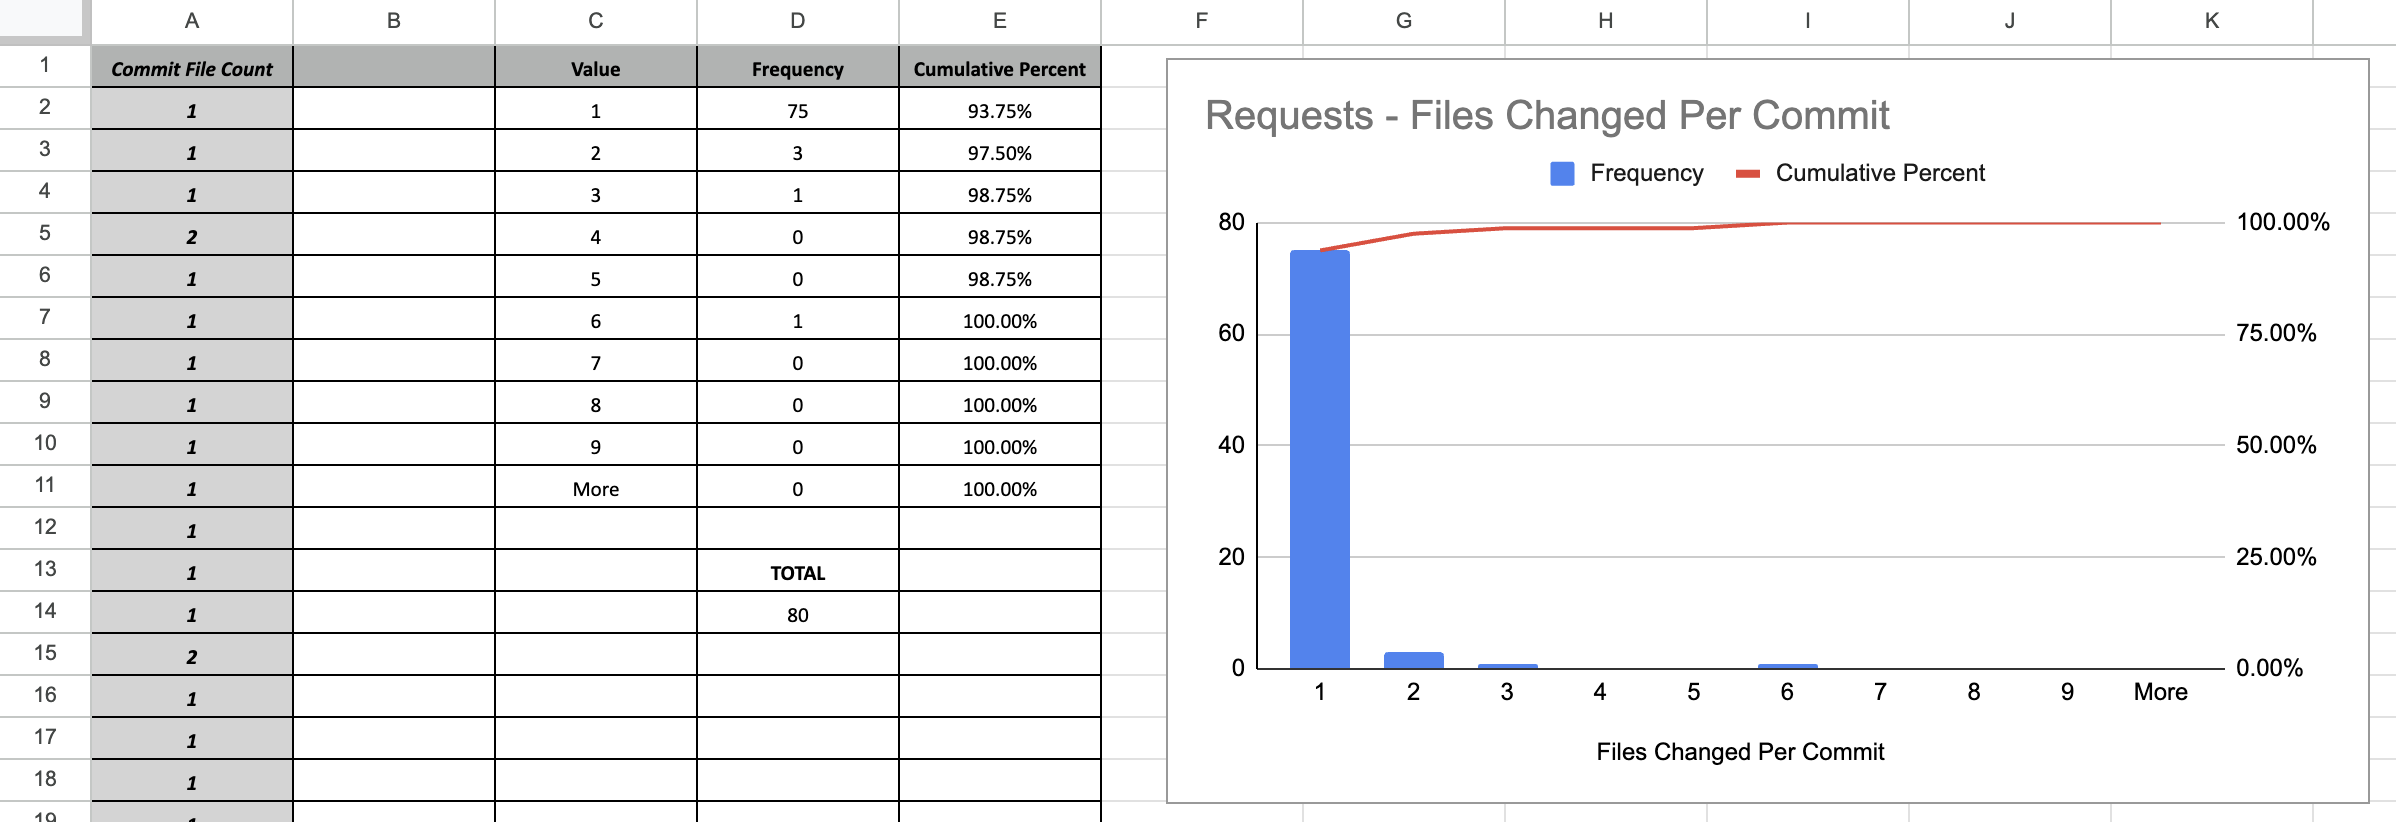 A B C D E F G H I J K
1 Commit File Count Value Frequency Cumulative Percent
2 1 1 75 93.75%
3 1 2 3 97.50%
4 1 3 1 98.75%
5 2 4 0 98.75%
6 1 5 0 98.75%
7 1 6 1 100.00%
8 1 7 0 100.00%
9 1 8 0 100.00%
10 1 9 0 100.00%
11 1 More 0 100.00%
12 1
13 1 TOTAL
14 1 80
15 2
16 1
17 1
18 1
19
Requests - Files Changed Per Commit
Frequency Cumulative Percent
80 100.00%
60 75.00%
40 50.00%
20 25.00%
0 0.00%
1 2 3 4 5 6 7 8 9 More
Files Changed Per Commit